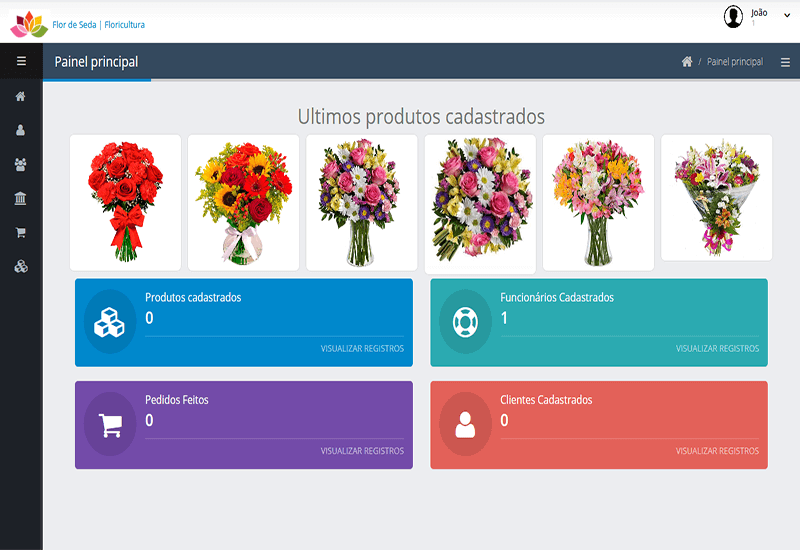 Flor de Seda | Floricultura
João
1
Painel principal
/ Painel principal
Ultimos produtos cadastrados
Produtos cadastrados
0
VISUALIZAR REGISTROS
Funcionários Cadastrados
1
VISUALIZAR REGISTROS
Pedidos Feitos
0
VISUALIZAR REGISTROS
Clientes Cadastrados
0
VISUALIZAR REGISTROS